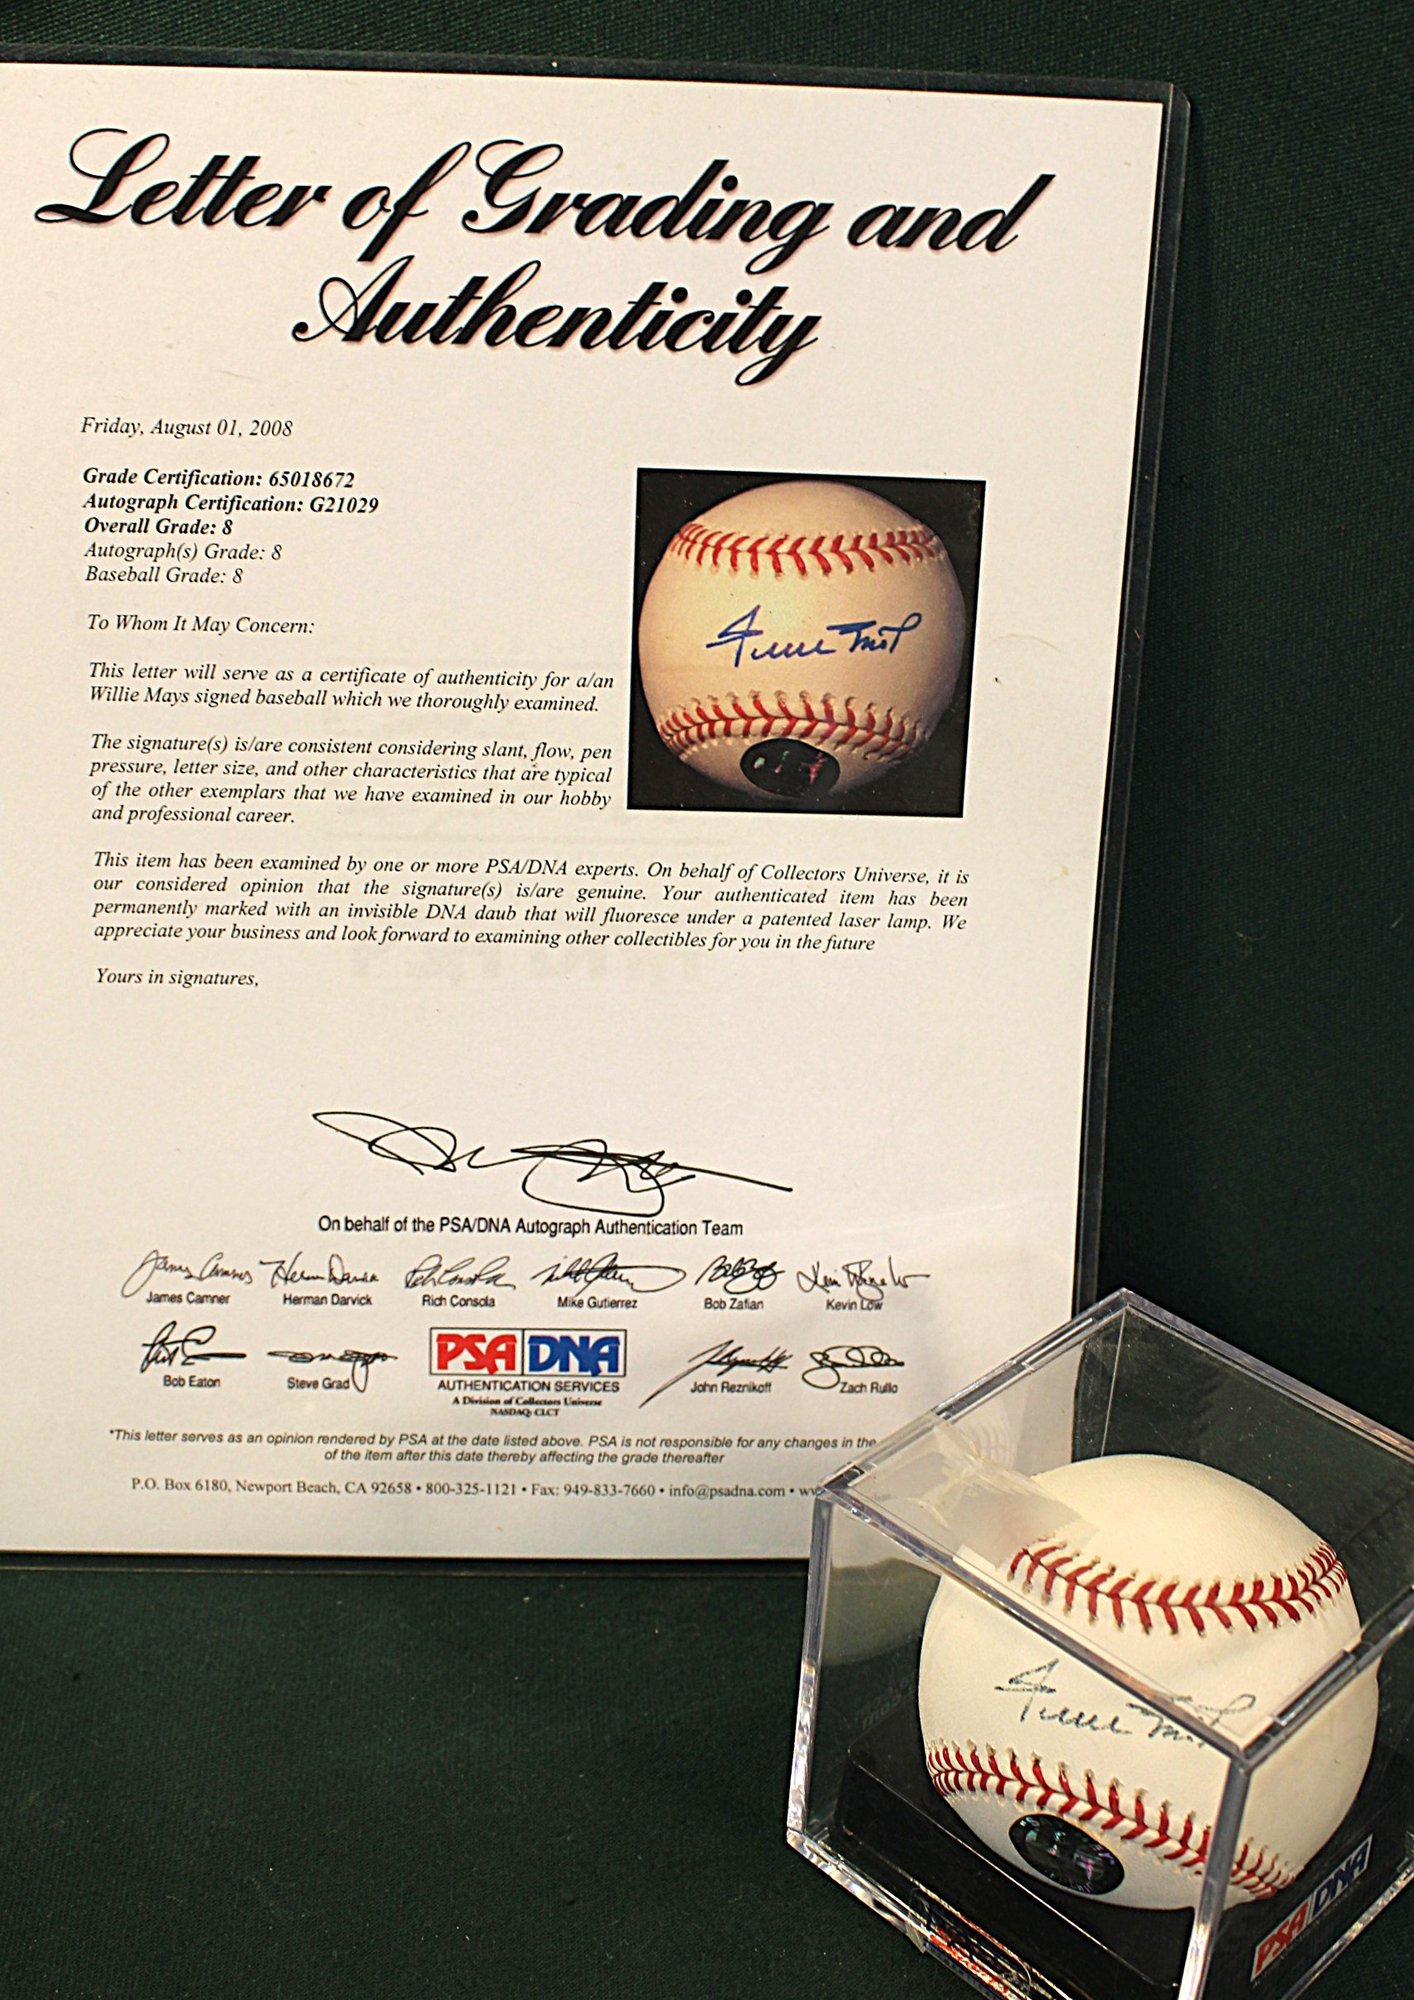 Letter of Grading and
Authenticity
Friday, August 01, 2008
Grade Certification: 65018672
Autograph Certification: G21029
Overall Grade: 8
Autograph(s) Grade: 8
Baseball Grade: 8
To Whom It May Concern:
This letter will serve as a certificate of authenticity for a/an
Willie Mays signed baseball which we thoroughly examined.
The signature(s) is/are consistent considering slant, flow, pen
pressure, letter size, and other characteristics that are typical
of the other exemplars that we have examined in our hobby
and professional career.
Willie Mays
This item has been examined by one or more PSA/DNA experts. On behalf of Collectors Universe, it is
our considered opinion that the signature(s) is/are genuine. Your authenticated item has been
permanently marked with an invisible DNA daub that will fluoresce under a patented laser lamp. We
appreciate your business and look forward to examining other collectibles for you in the future
Yours in signatures,
On behalf of the PSA/DNA Autograph Authentication Team
James Camner Herman Darvick Rich Consola Mike Gutierrez Bob Zafian Kevin Low
Bob Eaton Steve Grad John Reznikoff Zach Rullo
PSA DNA
AUTHENTICATION SERVICES
A Division of Collectors Universe
NASDAQ: CLCT
*This letter serves as an opinion rendered by PSA at the date listed above. PSA is not responsible for any changes in the
of the item after this date thereby affecting the grade thereafter
P.O. Box 6180, Newport Beach, CA 92658 • 800-325-1121 • Fax: 949-833-7660 • info@psadna.com •
Willie Mays
PSA DNA